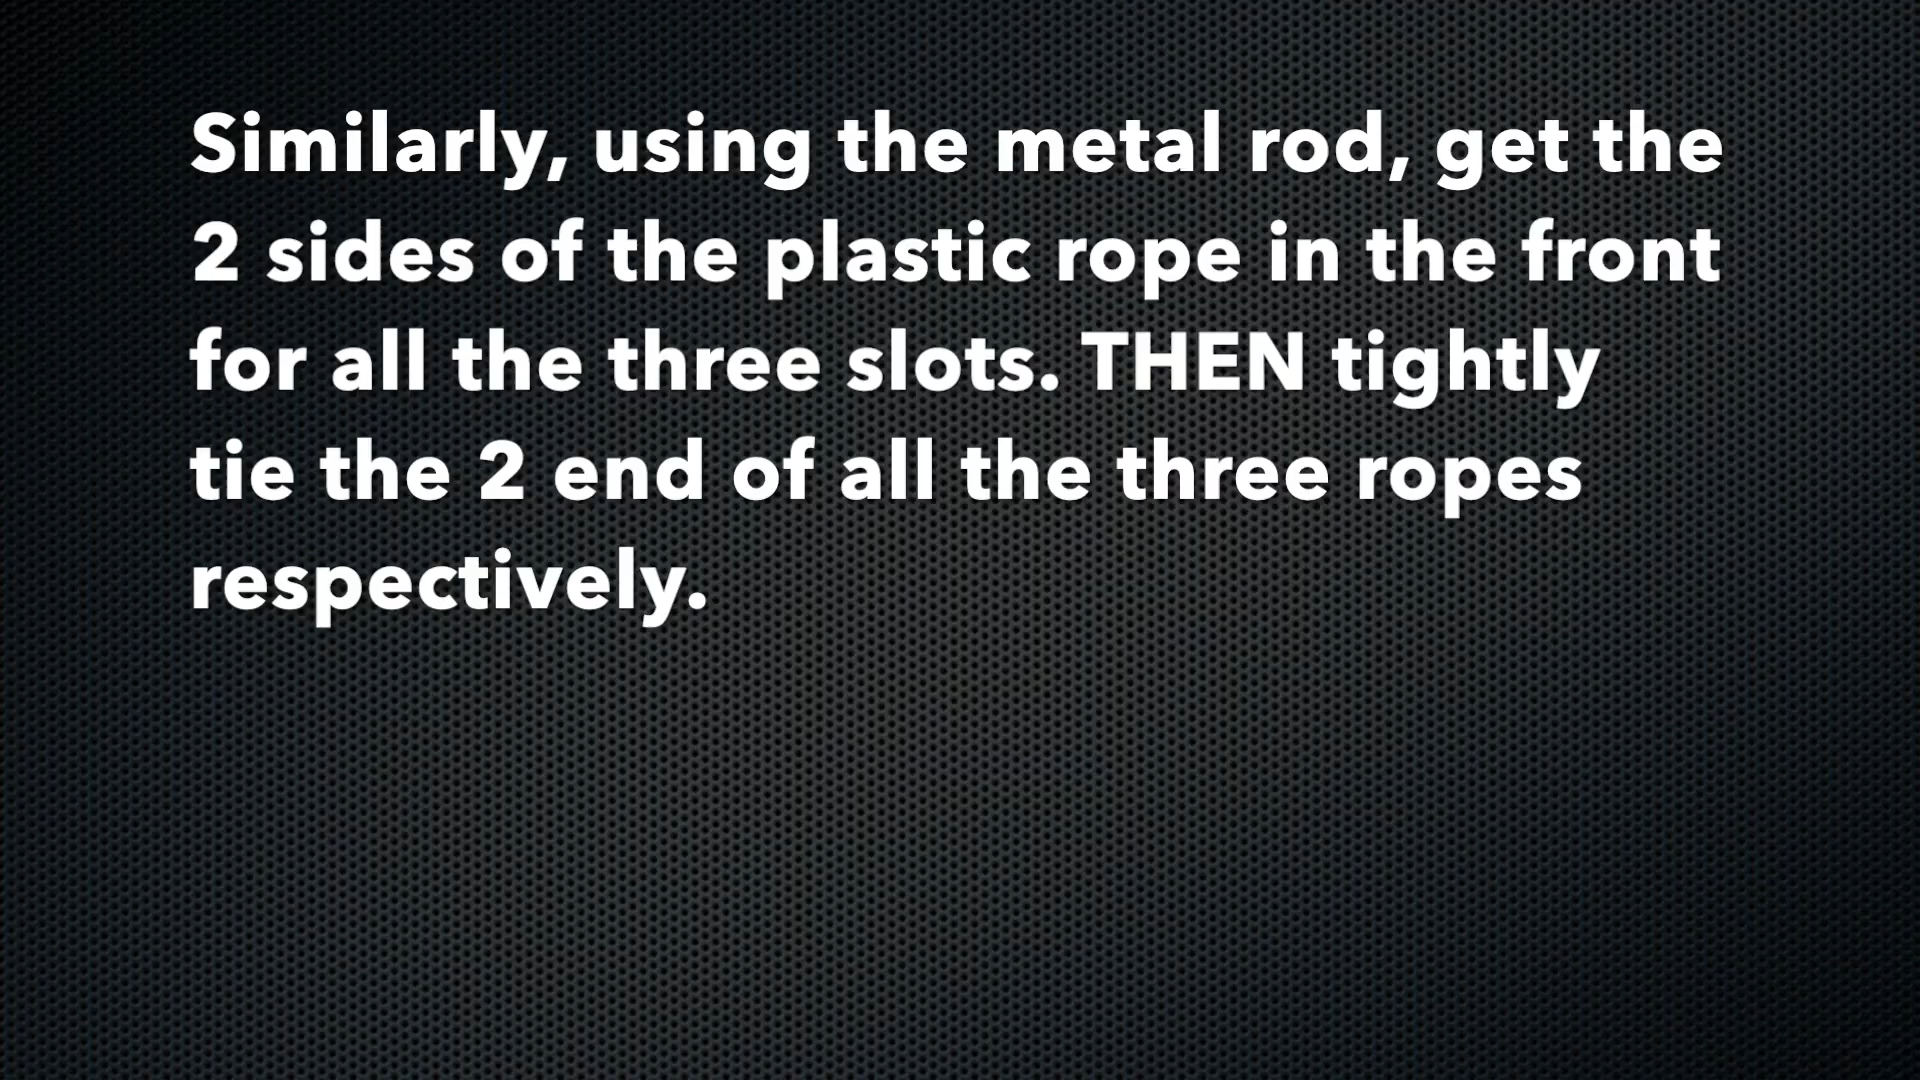 Similarly, using the metal rod, get the
2 sides of the plastic rope in the front
for all the three slots. THEN tightly
tie the 2 end of all the three ropes
respectively.